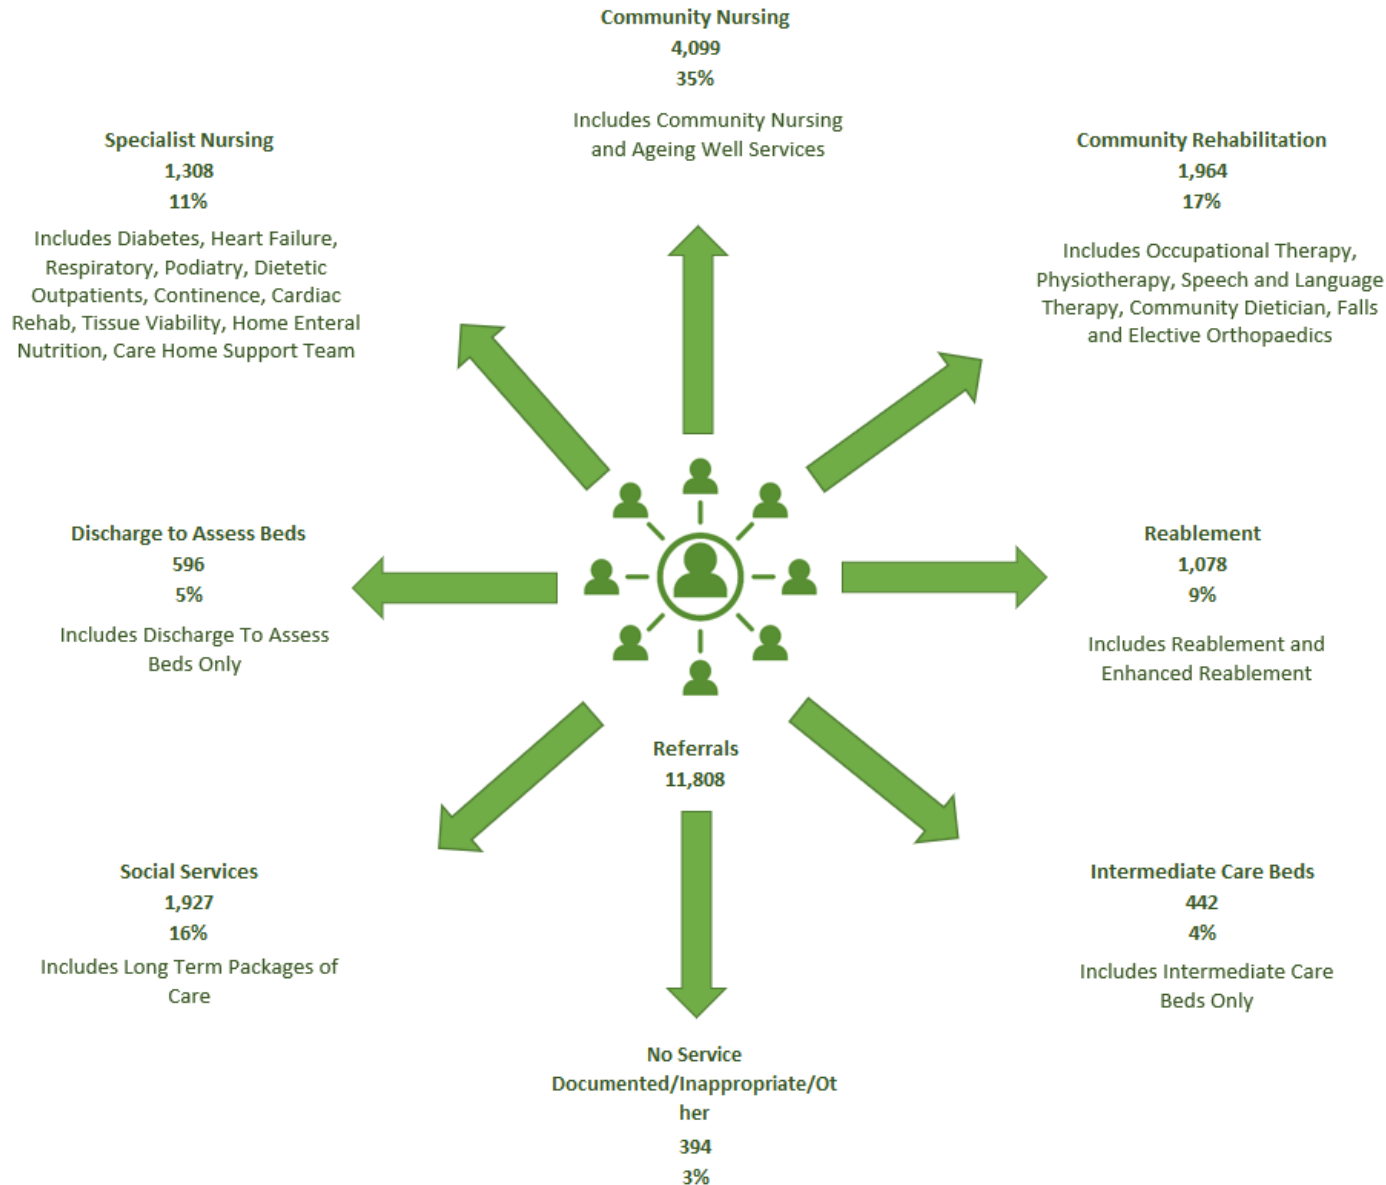 Community Nursing
4,099
35%
Includes Community Nursing
and Ageing Well Services
Specialist Nursing
1,308
11%
Includes Diabetes, Heart Failure,
Respiratory, Podiatry, Dietetic
Outpatients, Continence, Cardiac
Rehab, Tissue Viability, Home Enteral
Nutrition, Care Home Support Team
Community Rehabilitation
1,964
17%
Includes Occupational Therapy,
Physiotherapy, Speech and Language
Therapy, Community Dietician, Falls
and Elective Orthopaedics
Discharge to Assess Beds
596
5%
Includes Discharge To Assess
Beds Only
Reablement
1,078
9%
Includes Reablement and
Enhanced Reablement
Referrals
11,808
Social Services
1,927
16%
Includes Long Term Packages of
Care
Intermediate Care Beds
442
4%
Includes Intermediate Care
Beds Only
No Service
Documented/Inappropriate/Ot
her
394
3%